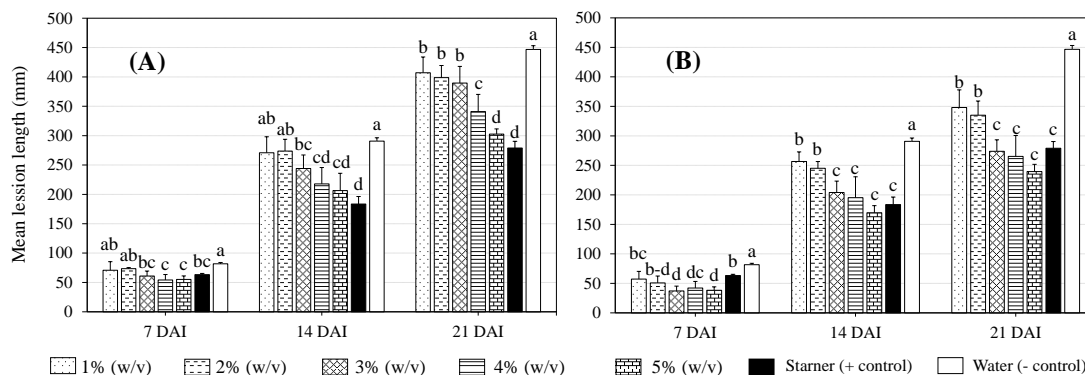 Mean lession length (mm)
500
450
400
350
300
250
200
150
100
50
0
(A)
ab ab bc c c bc a
ab ab bc cd cd d a
b b b c d d a
7 DAI 14 DAI 21 DAI
500
450
400
350
300
250
200
150
100
50
0
(B)
bc b-d d dc d b a
b b c c c c a
b b c c c c a
7 DAI 14 DAI 21 DAI
1% (w/v) 2% (w/v) 3% (w/v) 4% (w/v) 5% (w/v) Starner (+ control) Water (- control)